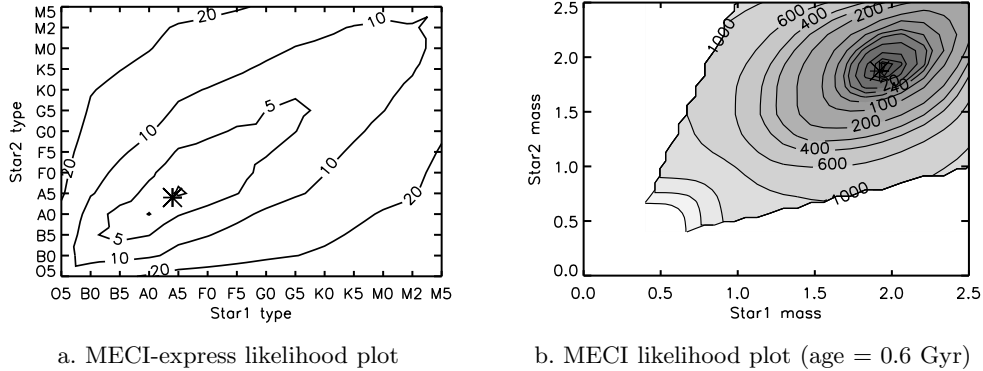 M5
M2
M0
K5
K0
G5
G0
F5
F0
A5
A0
B5
B0
O5
Star2 type
20
10
5
10
20
10
5
10
20
20
O5 B0 B5 A0 A5 F0 F5 G0 G5 K0 K5 M0 M2 M5
Star1 type
a. MECI-express likelihood plot
2.5
2.0
1.5
1.0
0.5
0.0
Star2 mass
600
400
200
1000
20
40
100
200
400
600
1000
0.0 0.5 1.0 1.5 2.0 2.5
Star1 mass
b. MECI likelihood plot (age = 0.6 Gyr)